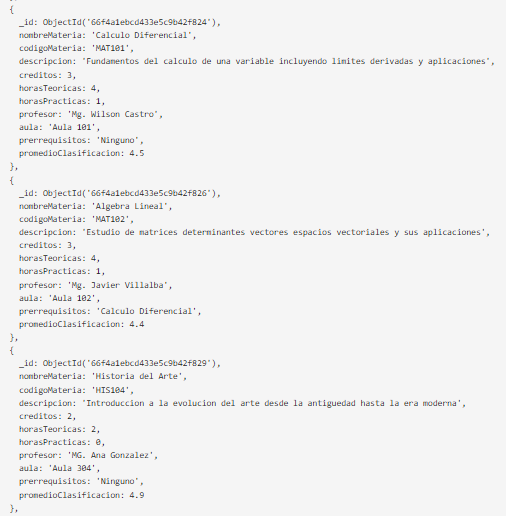 {
_id: ObjectId('66f4a1ebcd433e5c9b42f824'),
nombreMateria: 'Calculo Diferencial',
codigoMateria: 'MAT101',
descripcion: 'Fundamentos del calculo de una variable incluyendo limites derivadas y aplicaciones',
creditos: 3,
horasTeoricas: 4,
horasPracticas: 1,
profesor: 'Mg. Wilson Castro',
aula: 'Aula 101',
prerrequisitos: 'Ninguno',
promedioClasificacion: 4.5
},
{
_id: ObjectId('66f4a1ebcd433e5c9b42f826'),
nombreMateria: 'Algebra Lineal',
codigoMateria: 'MAT102',
descripcion: 'Estudio de matrices determinantes vectores espacios vectoriales y sus aplicaciones',
creditos: 3,
horasTeoricas: 4,
horasPracticas: 1,
profesor: 'Mg. Javier Villalba',
aula: 'Aula 102',
prerrequisitos: 'Calculo Diferencial',
promedioClasificacion: 4.4
},
{
_id: ObjectId('66f4a1ebcd433e5c9b42f829'),
nombreMateria: 'Historia del Arte',
codigoMateria: 'HIS104',
descripcion: 'Introduccion a la evolucion del arte desde la antiguedad hasta la era moderna',
creditos: 2,
horasTeoricas: 2,
horasPracticas: 0,
profesor: 'MG. Ana Gonzalez',
aula: 'Aula 304',
prerrequisitos: 'Ninguno',
promedioClasificacion: 4.9
},